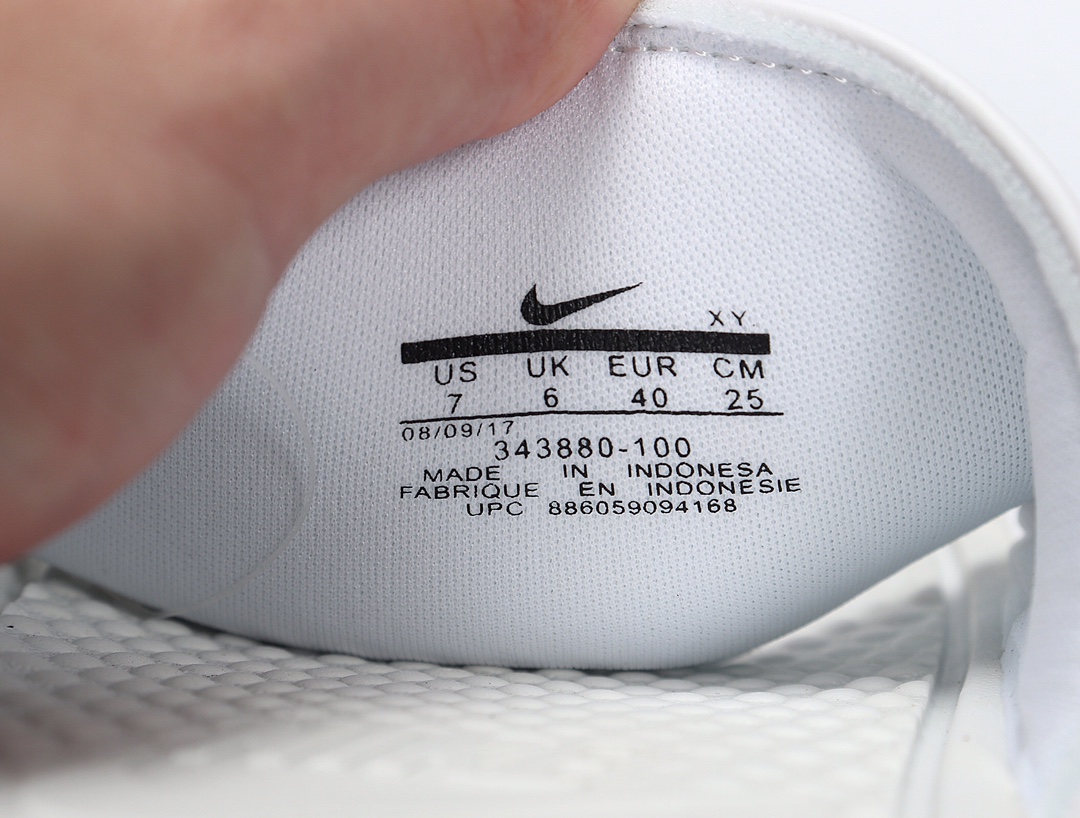 XY
US UK EUR CM
7 6 40 25
08/09/17
343880-100
MADE IN INDONESA
FABRIQUE EN INDONESIE
UPC 886059094168